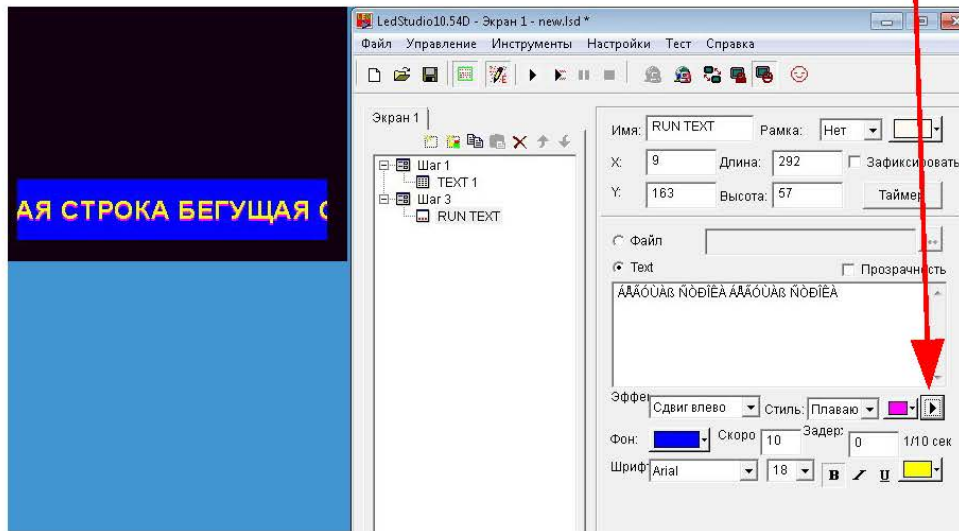 LedStudio10.54D - Экран 1 - new.lsd *
Файл Управление Инструменты Настройки Тест Справка
Экран 1
Шаг 1
TEXT 1
Шаг 3
RUN TEXT
АЯ СТРОКА БЕГУЩАЯ
Имя: RUN TEXT Рамка: Нет
X: 9 Длина: 292 Зафиксировать
Y: 163 Высота: 57 Таймер
Файл ...
Text Прозрачность
ÁÅÃÓÙÀß ÑÒÐÎÊÀ ÁÅÃÓÙÀß ÑÒÐÎÊÀ
Эффе Сдвиг влево Стиль: Плаваю
Фон: Скоро 10 Задер: 0 1/10 сек
Шриф Arial 18 B I U